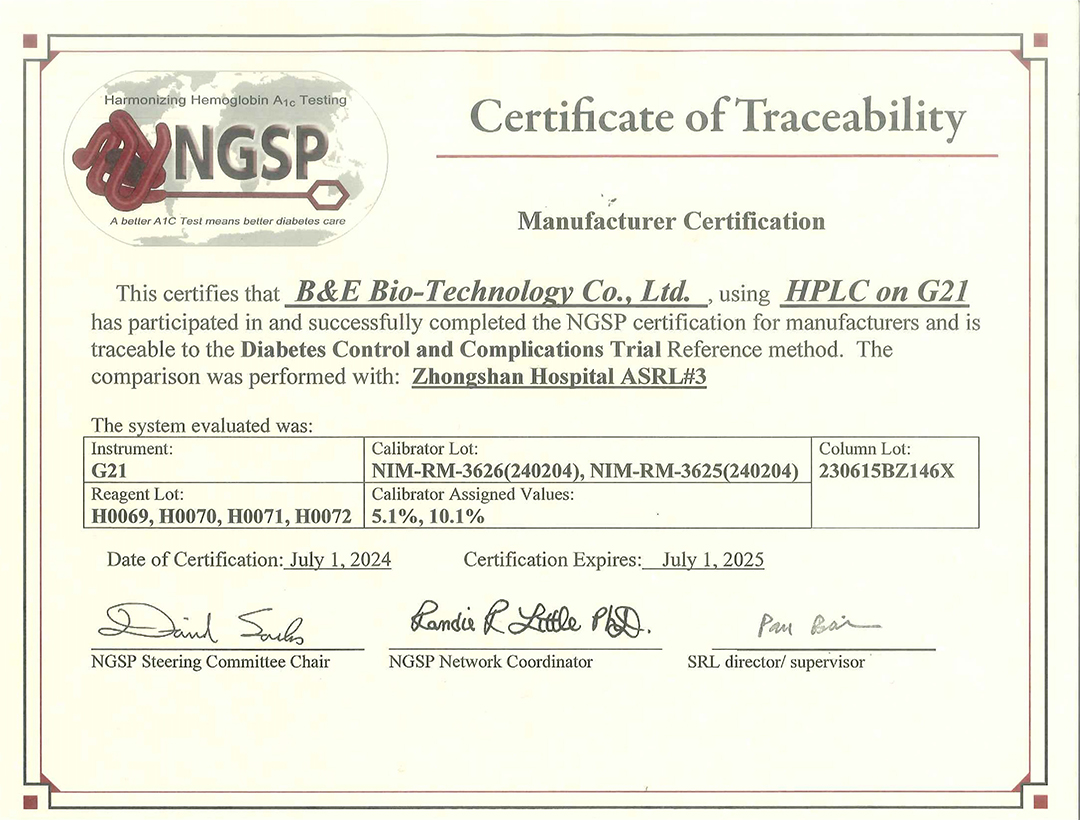 Harmonizing Hemoglobin A1c Testing
NGSP
A better A1C Test means better diabetes care
Certificate of Traceability
Manufacturer Certification
This certifies that B&E Bio-Technology Co., Ltd. , using HPLC on G21
has participated in and successfully completed the NGSP certification for manufacturers and is
traceable to the Diabetes Control and Complications Trial Reference method. The
comparison was performed with: Zhongshan Hospital ASRL#3
The system evaluated was:
Instrument:
G21
Calibrator Lot:
NIM-RM-3626(240204), NIM-RM-3625(240204)
Column Lot:
230615BZ146X
Reagent Lot:
H0069, H0070, H0071, H0072
Calibrator Assigned Values:
5.1%, 10.1%
Date of Certification: July 1, 2024 Certification Expires: July 1, 2025
David Sacks
Randie R Little PhD.
NGSP Steering Committee Chair
NGSP Network Coordinator
SRL director/ supervisor